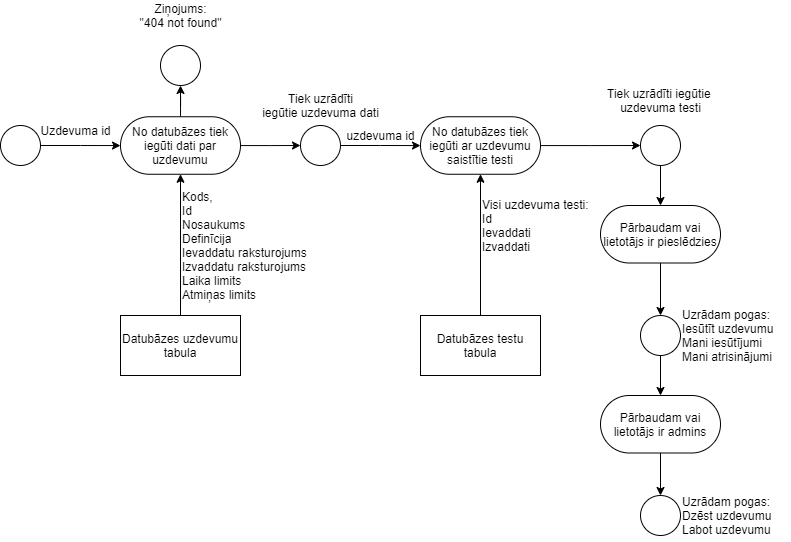 Ziņojums:
"404 not found"
Uzdevuma id
No datubāzes tiek
iegūti dati par
uzdevumu
Tiek uzrādīti
iegūtie uzdevuma dati
uzdevuma id
No datubāzes tiek
iegūti ar uzdevumu
saistītie testi
Tiek uzrādīti iegūtie
uzdevuma testi
Kods,
Id
Nosaukums
Definīcija
Ievaddatu raksturojums
Izvaddatu raksturojums
Laika limits
Atmiņas limits
Datubāzes uzdevumu
tabula
Visi uzdevuma testi:
Id
Ievaddati
Izvaddati
Datubāzes testu
tabula
Pārbaudam vai
lietotājs ir pieslēdzies
Uzrādam pogas:
Iesūtīt uzdevumu
Mani iesūtījumi
Mani atrisinājumi
Pārbaudam vai
lietotājs ir admins
Uzrādam pogas:
Dzēst uzdevumu
Labot uzdevumu